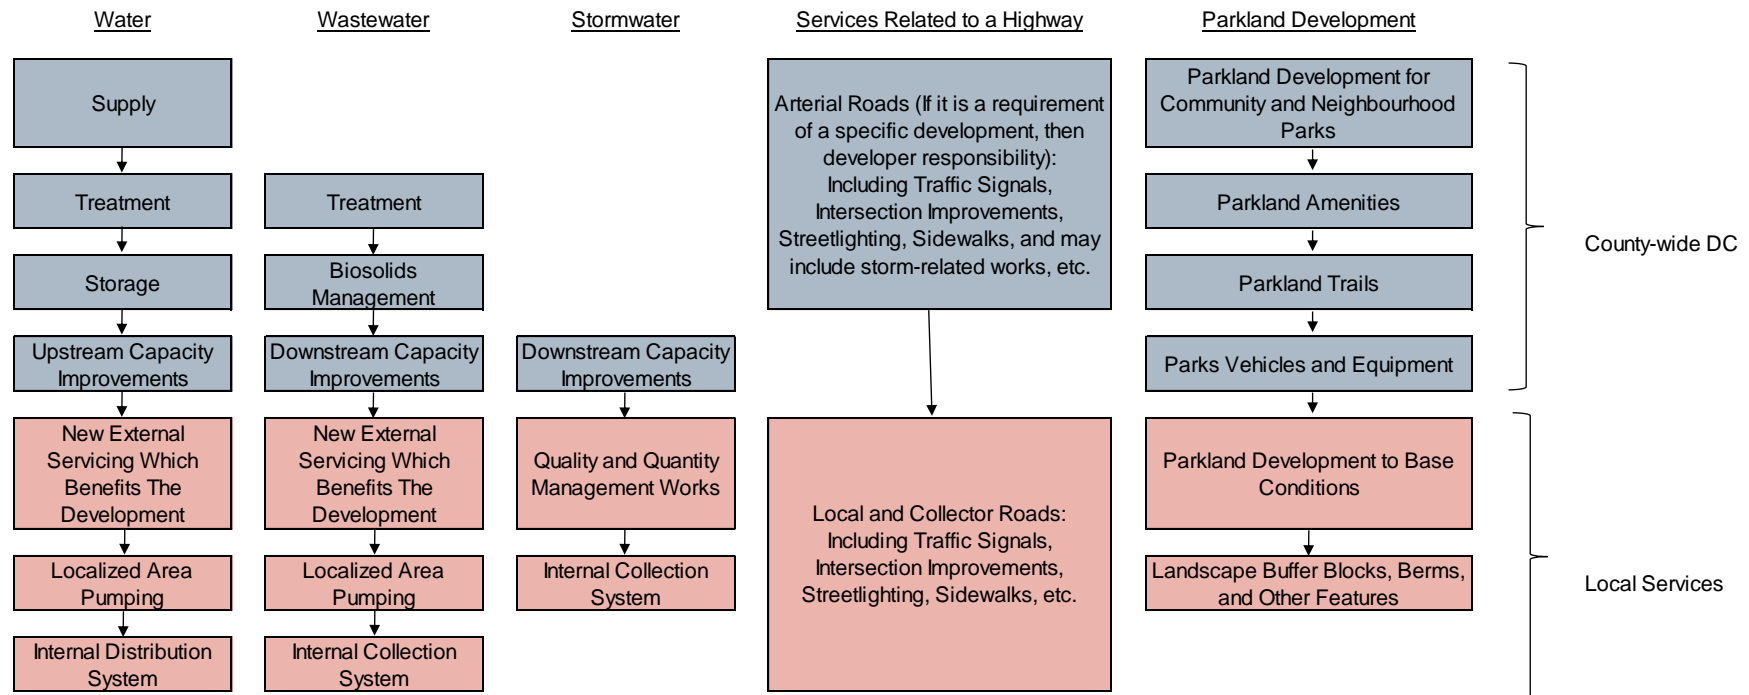 Water
Wastewater
Stormwater
Services Related to a Highway
Parkland Development
Supply
Treatment
Storage
Upstream Capacity
Improvements
New External
Servicing Which
Benefits The
Development
Localized Area
Pumping
Internal Distribution
System
Treatment
Biosolids
Management
Downstream Capacity
Improvements
New External
Servicing Which
Benefits The
Development
Localized Area
Pumping
Internal Collection
System
Downstream Capacity
Improvements
Quality and Quantity
Management Works
Internal Collection
System
Arterial Roads (If it is a requirement
of a specific development, then
developer responsibility):
Including Traffic Signals,
Intersection Improvements,
Streetlighting, Sidewalks, and may
include storm-related works, etc.
Local and Collector Roads:
Including Traffic Signals,
Intersection Improvements,
Streetlighting, Sidewalks, etc.
Parkland Development for
Community and Neighbourhood
Parks
Parkland Amenities
Parkland Trails
Parks Vehicles and Equipment
Parkland Development to Base
Conditions
Landscape Buffer Blocks, Berms,
and Other Features
County-wide DC
Local Services